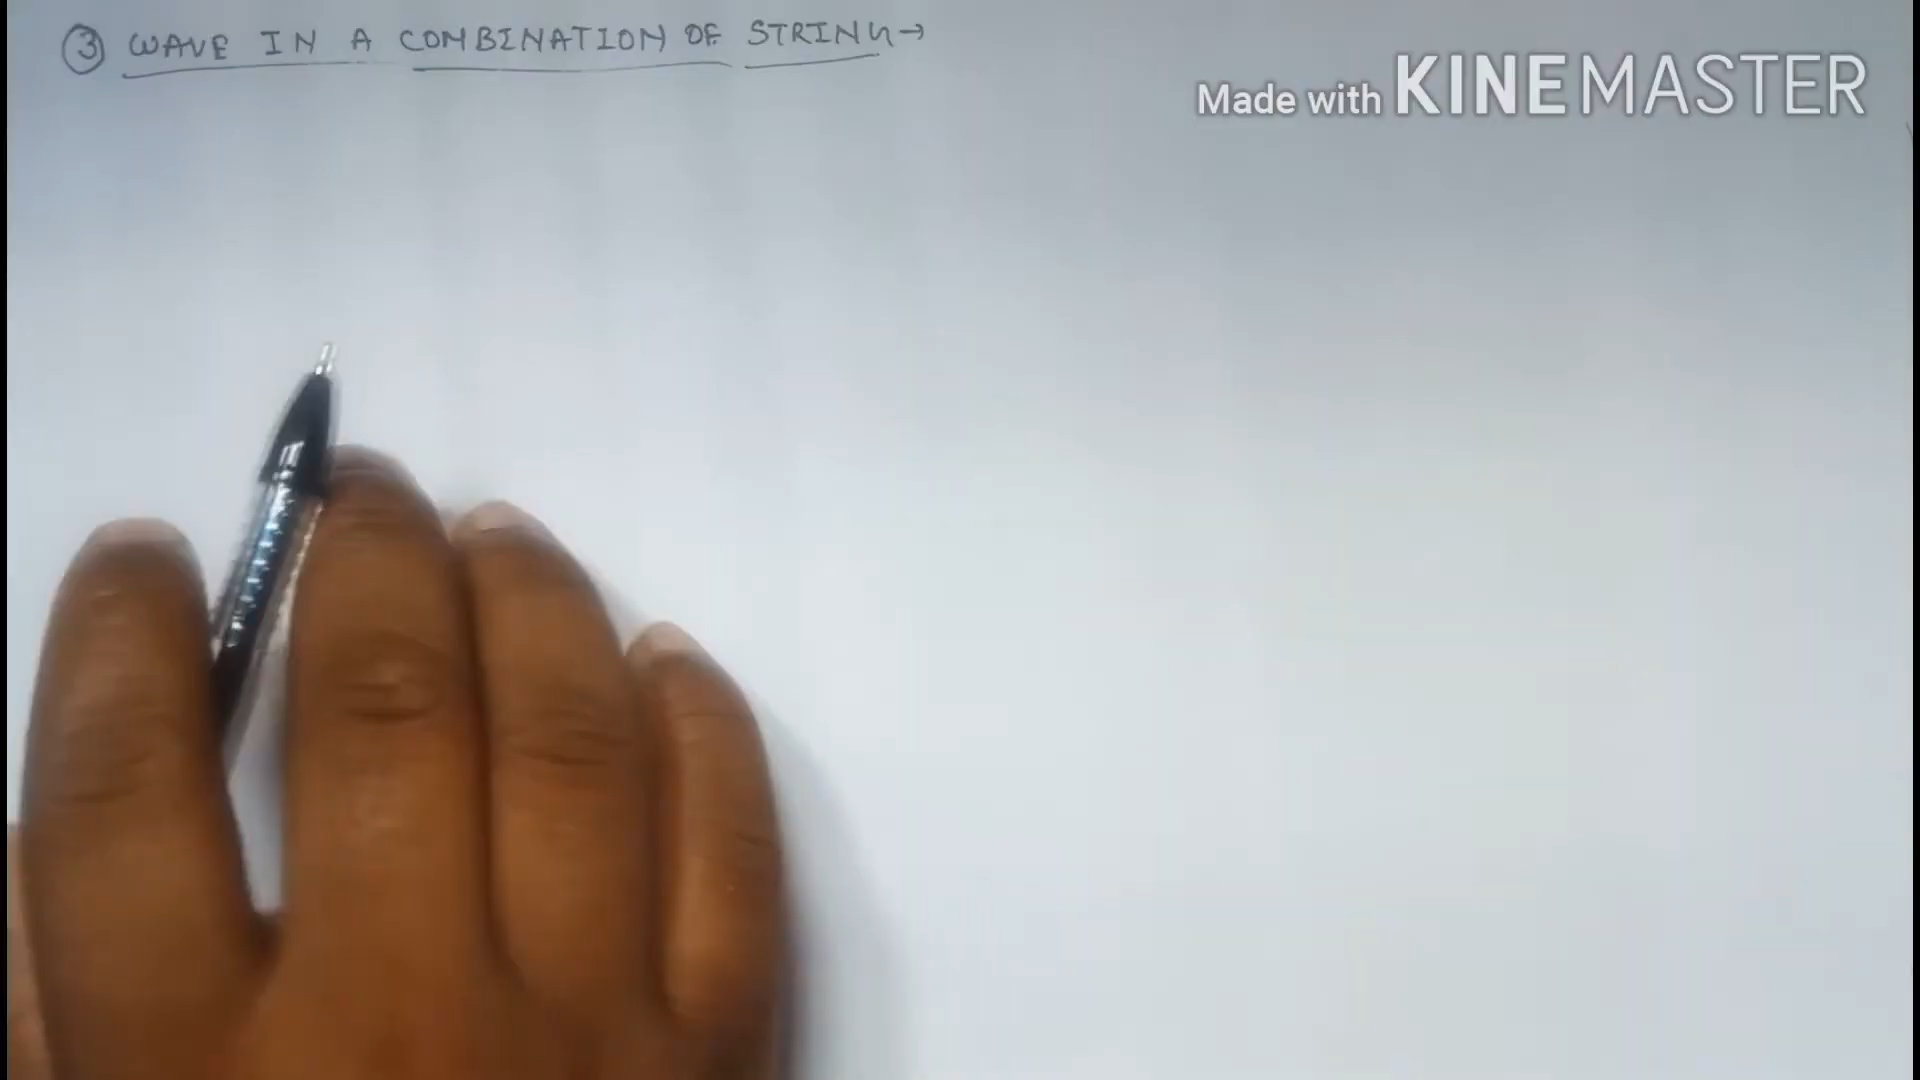 ③ WAVE IN A COMBINATION OF STRING→
Made with KINEMASTER